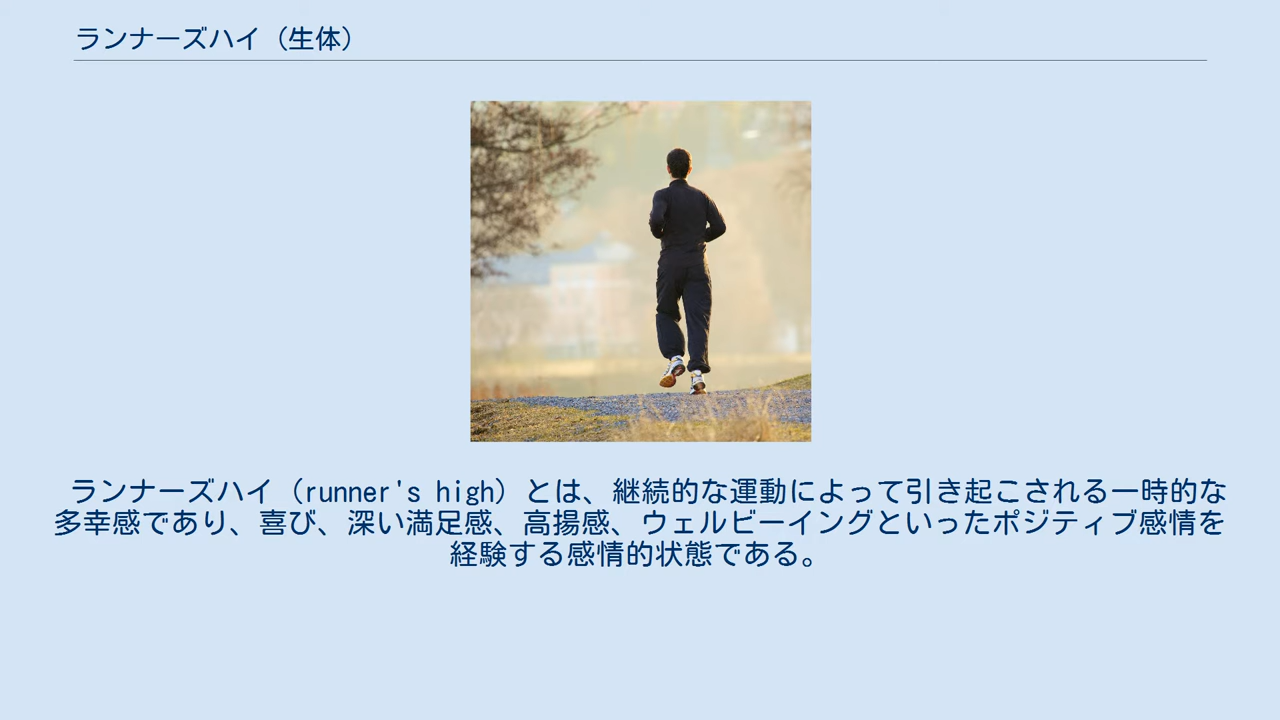 ランナーズハイ（生体）
ランナーズハイ（runner's high）とは、継続的な運動によって引き起こされる一時的な
多幸感であり、喜び、深い満足感、高揚感、ウェルビーイングといったポジティブ感情を
経験する感情的状態である。